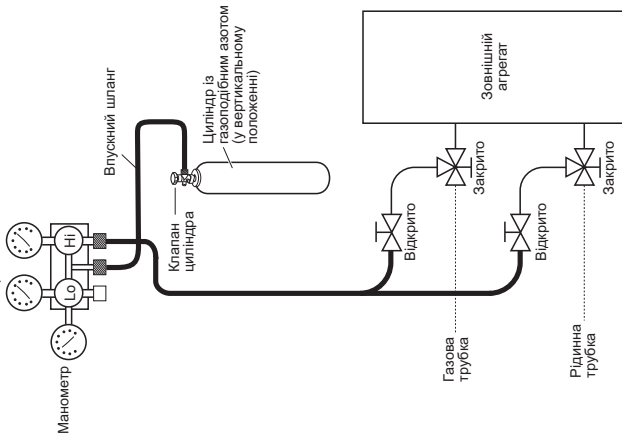 Манометр
Lo
Hi
Впускний шланг
Клапан
циліндра
Циліндр із
газоподібним азотом
(у вертикальному
положенні)
Відкрито
Відкрито
Закрито
Закрито
Зовнішній
агрегат
Газова
трубка
Рідинна
трубка